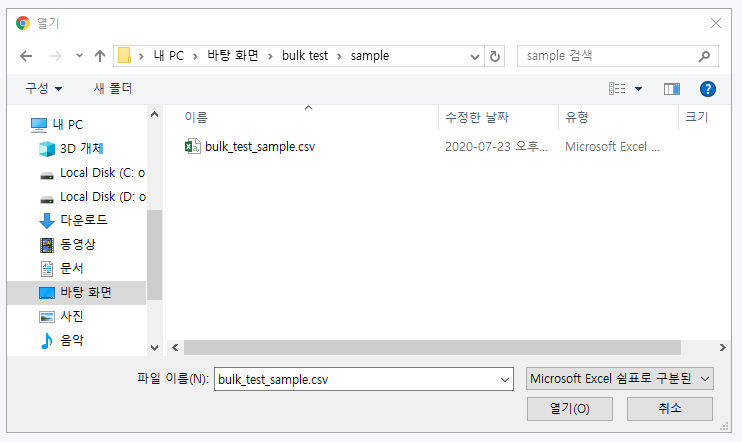 열기
내 PC › 바탕 화면 › bulk test › sample
sample 검색
구성 새 폴더
이름 수정한 날짜 유형 크기
bulk_test_sample.csv 2020-07-23 오후... Microsoft Excel ...
내 PC
3D 개체
Local Disk (C: o
Local Disk (D: o
다운로드
동영상
문서
바탕 화면
사진
음악
파일 이름(N): bulk_test_sample.csv Microsoft Excel 쉼표로 구분된
열기(O) 취소